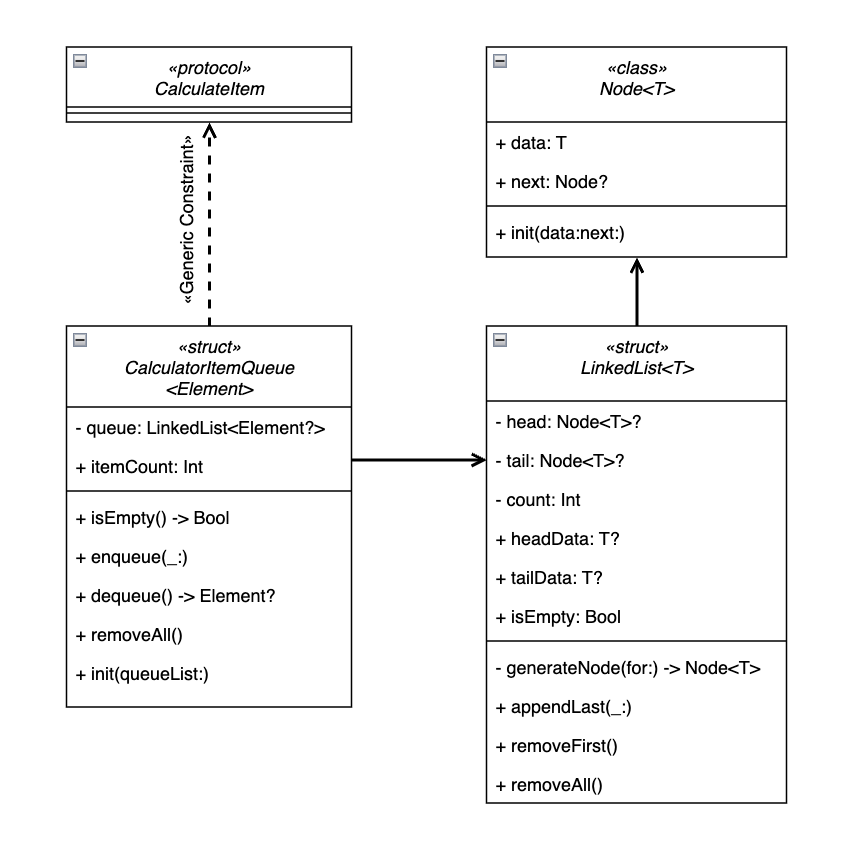 «protocol»
CalculateItem
«Generic Constraint»
«struct»
CalculatorItemQueue
<Element>
- queue: LinkedList<Element?>
+ itemCount: Int
+ isEmpty() -> Bool
+ enqueue(_:)
+ dequeue() -> Element?
+ removeAll()
+ init(queueList:)
«class»
Node<T>
+ data: T
+ next: Node?
+ init(data:next:)
«struct»
LinkedList<T>
- head: Node<T>?
- tail: Node<T>?
- count: Int
+ headData: T?
+ tailData: T?
+ isEmpty: Bool
- generateNode(for:) -> Node<T>
+ appendLast(_:)
+ removeFirst()
+ removeAll()